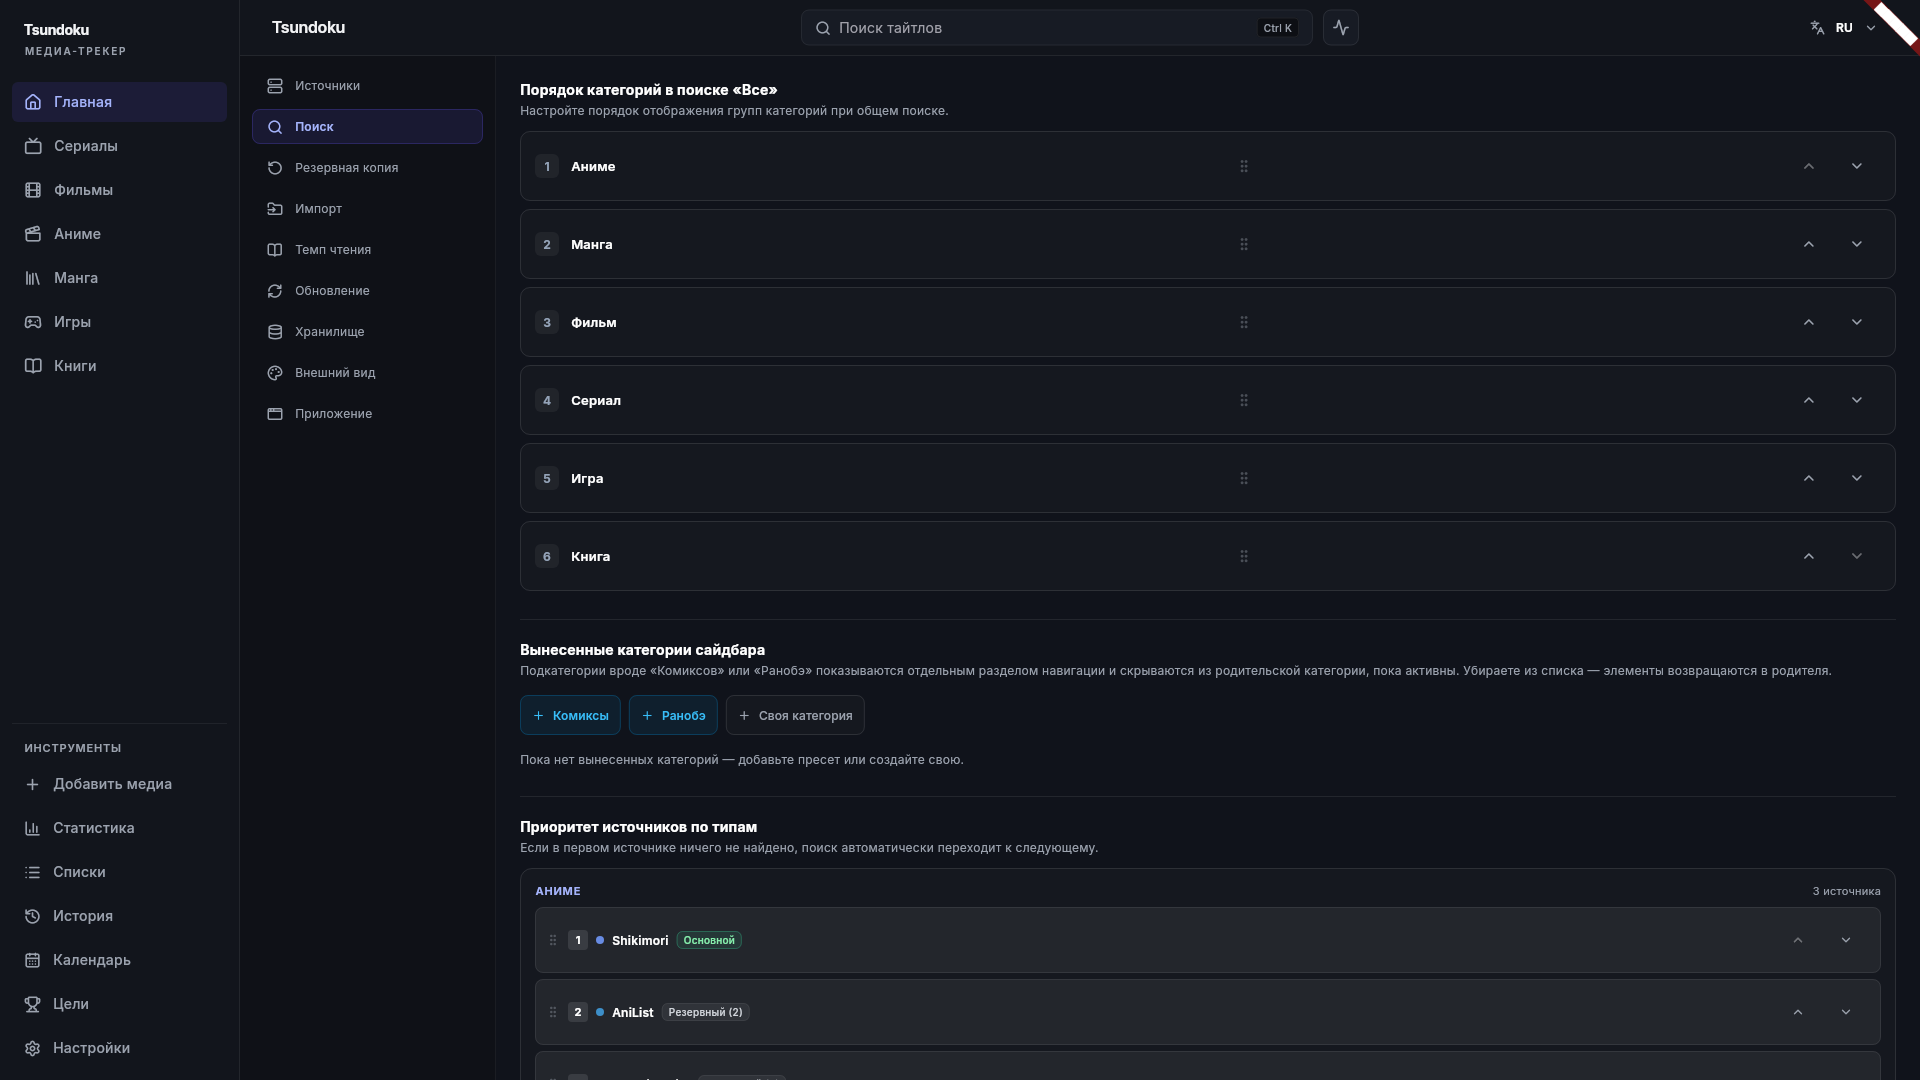 Tsundoku
МЕДИА-ТРЕКЕР
Главная
Сериалы
Фильмы
Аниме
Манга
Игры
Книги
ИНСТРУМЕНТЫ
Добавить медиа
Статистика
Списки
История
Календарь
Цели
Настройки
Tsundoku
Поиск тайтлов
Ctrl K
RU
Источники
Поиск
Резервная копия
Импорт
Темп чтения
Обновление
Хранилище
Внешний вид
Приложение
Порядок категорий в поиске «Все»
Настройте порядок отображения групп категорий при общем поиске.
1 Аниме
2 Манга
3 Фильм
4 Сериал
5 Игра
6 Книга
Вынесенные категории сайдбара
Подкатегории вроде «Комиксов» или «Ранобэ» показываются отдельным разделом навигации и скрываются из родительской категории, пока активны. Убираете из списка — элементы возвращаются в родителя.
Комиксы
Ранобэ
Своя категория
Пока нет вынесенных категорий — добавьте пресет или создайте свою.
Приоритет источников по типам
Если в первом источнике ничего не найдено, поиск автоматически переходит к следующему.
АНИМЕ
3 источника
1 Shikimori Основной
2 AniList Резервный (2)